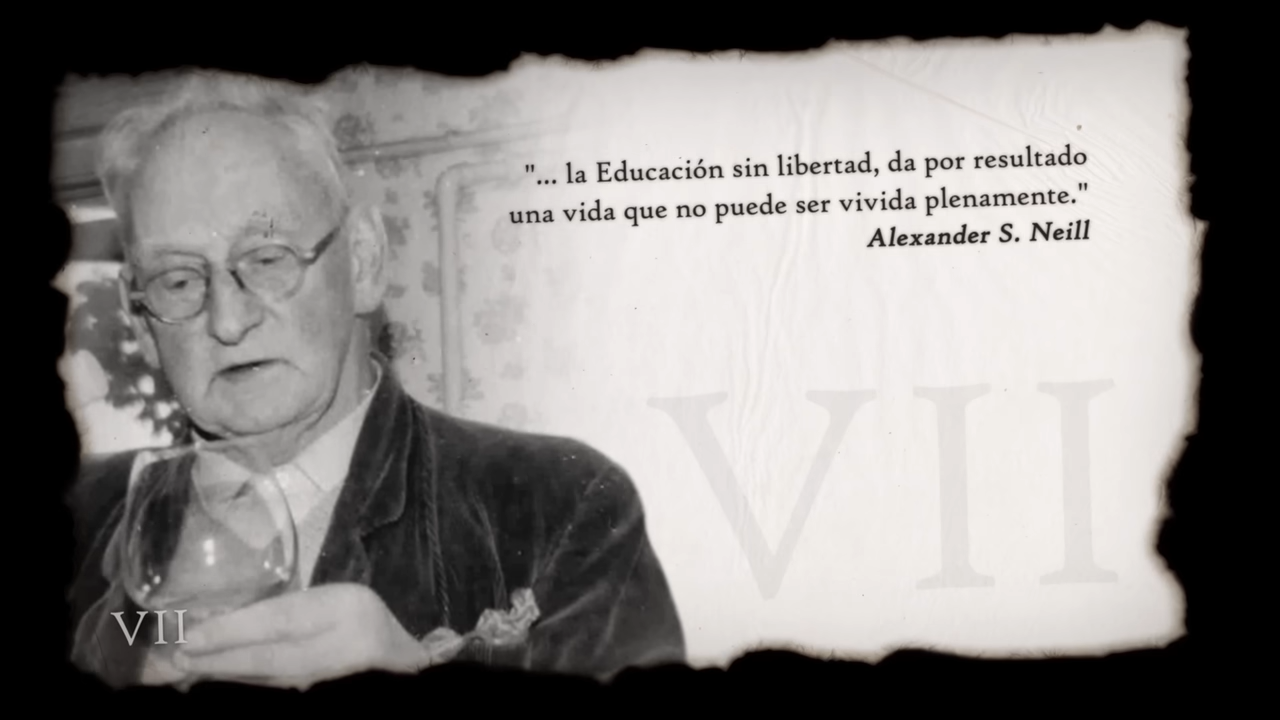 "... la Educación sin libertad, da por resultado
una vida que no puede ser vivida plenamente."
Alexander S. Neill
VII
VII